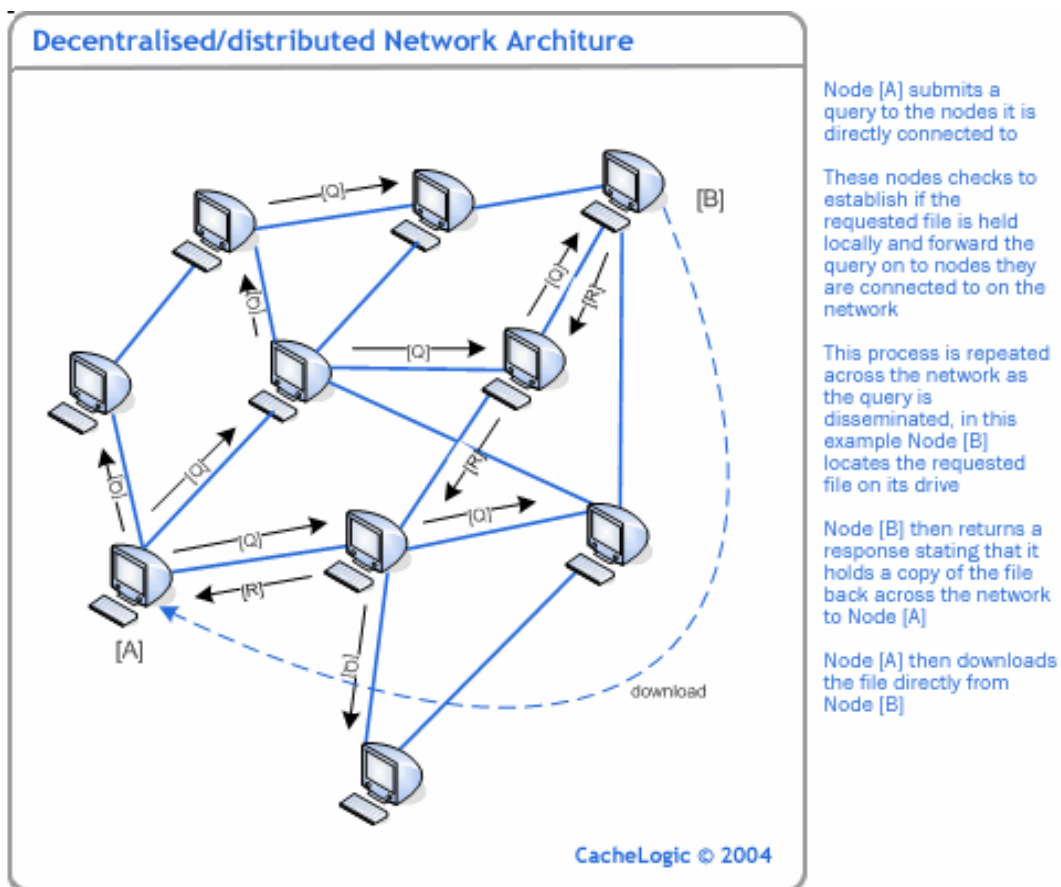 Decentralised/distributed Network Architure
Node [A] submits a
query to the nodes it is
directly connected to
These nodes checks to
establish if the
requested file is held
locally and forward the
query on to nodes they
are connected to on the
network
This process is repeated
across the network as
the query is
disseminated, in this
example Node [B]
locates the requested
file on its drive
Node [B] then returns a
response stating that it
holds a copy of the file
back across the network
to Node [A]
Node [A] then downloads
the file directly from
Node [B]
[Q]
[B]
[Q]
[R]
[Q]
[Q]
[Q]
[Q]
[R]
[Q]
[Q]
[R]
[A]
[Q]
download
CacheLogic © 2004